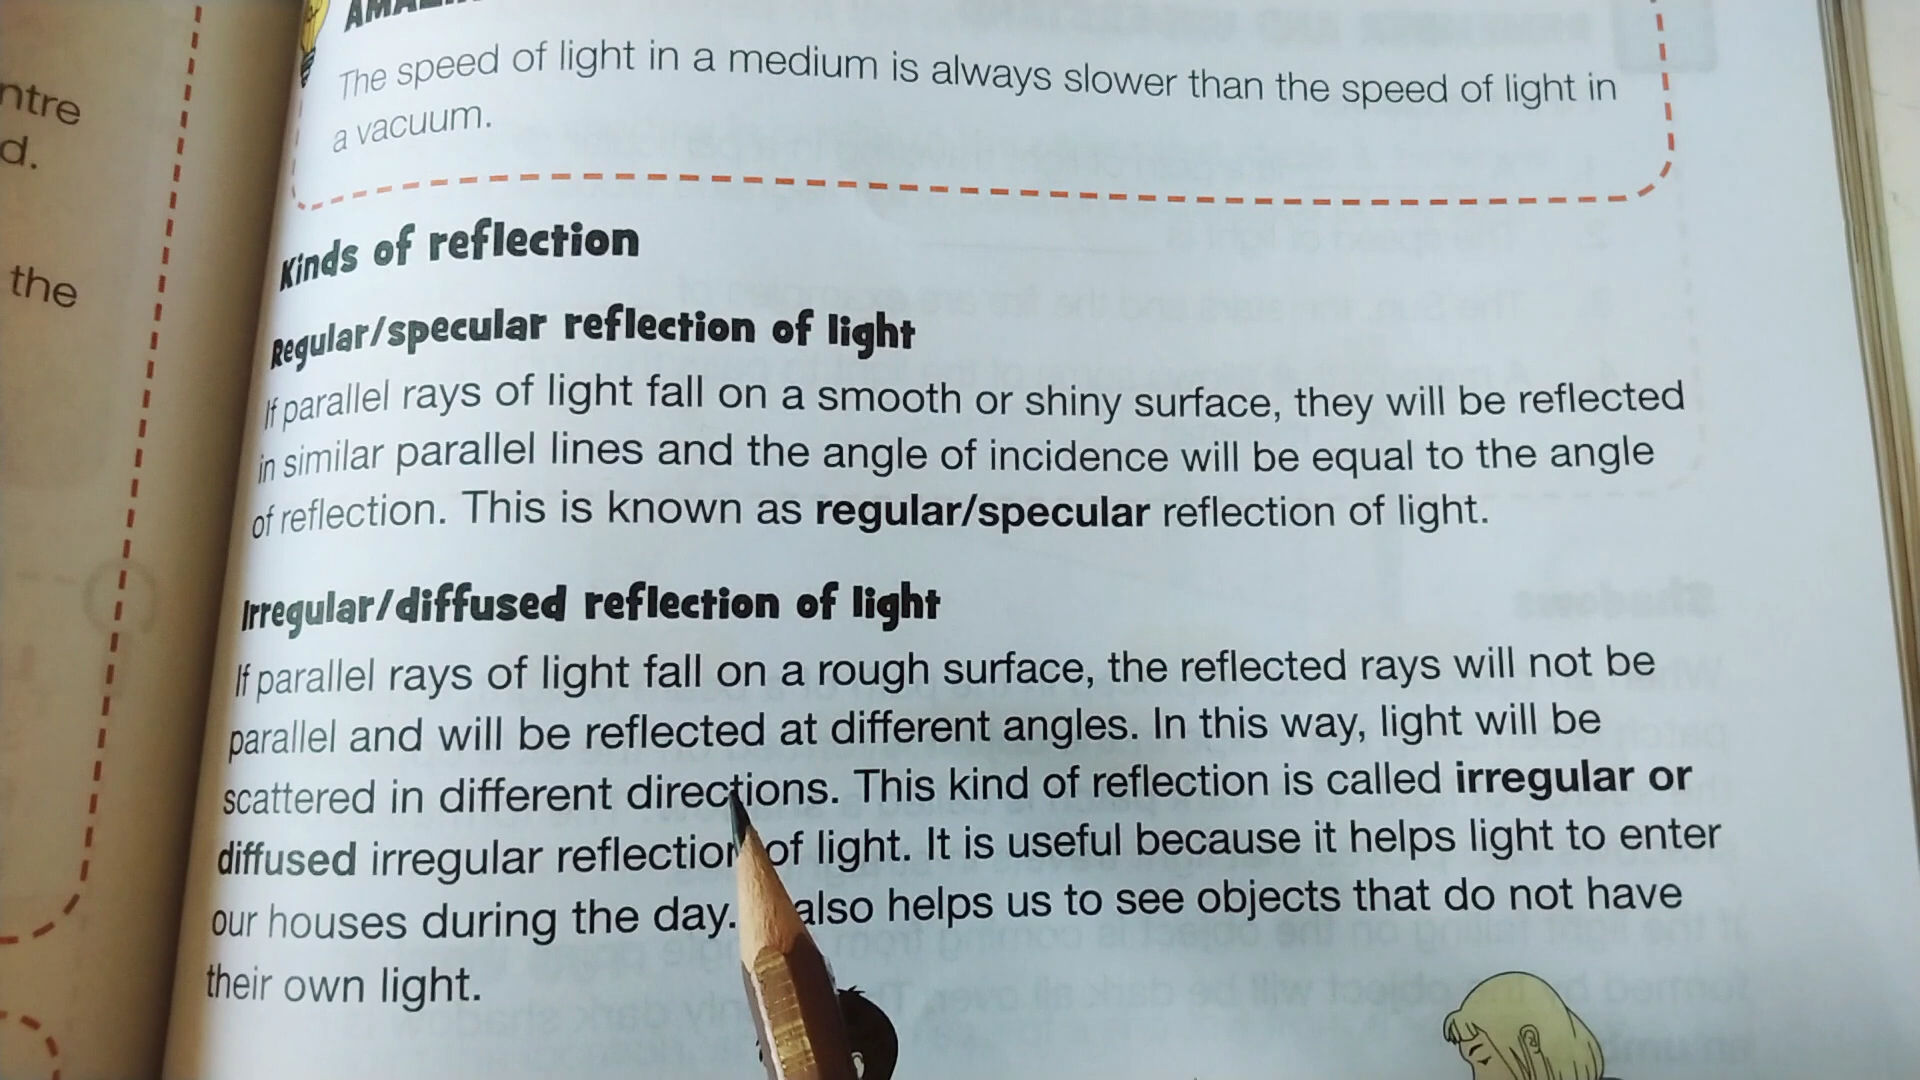 ntre
d.
the
The speed of light in a medium is always slower than the speed of light in
a vacuum.
Kinds of reflection
Regular/specular reflection of light
If parallel rays of light fall on a smooth or shiny surface, they will be reflected
in similar parallel lines and the angle of incidence will be equal to the angle
of reflection. This is known as regular/specular reflection of light.
Irregular/diffused reflection of light
If parallel rays of light fall on a rough surface, the reflected rays will not be
parallel and will be reflected at different angles. In this way, light will be
scattered in different directions. This kind of reflection is called irregular or
diffused irregular reflection of light. It is useful because it helps light to enter
our houses during the day. also helps us to see objects that do not have
their own light.